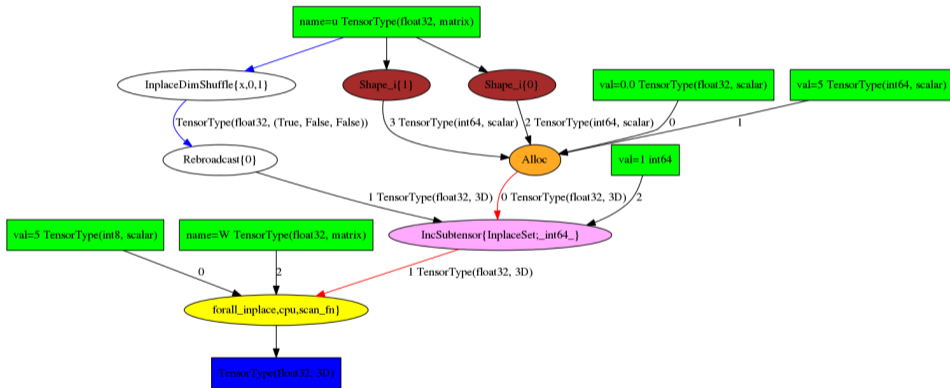 name=u TensorType(float32, matrix)
InplaceDimShuffle{x,0,1}
Shape_i{1}
Shape_i{0}
val=0.0 TensorType(float32, scalar)
val=5 TensorType(int64, scalar)
TensorType(float32, (True, False, False))
3 TensorType(int64, scalar)
2 TensorType(int64, scalar)
0
1
Rebroadcast{0}
Alloc
val=1 int64
1 TensorType(float32, 3D)
0 TensorType(float32, 3D)
2
val=5 TensorType(int8, scalar)
name=W TensorType(float32, matrix)
IncSubtensor{InplaceSet;_int64_}
0
2
1 TensorType(float32, 3D)
forall_inplace,cpu,scan_fn}
TensorType(float32, 3D)